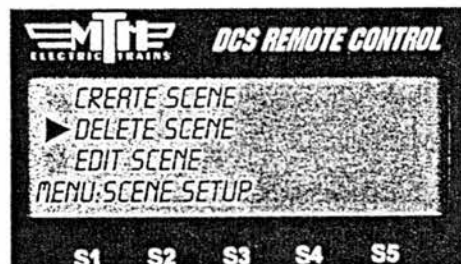 MTH DCS REMOTE CONTROL
ELECTRIC TRAINS
CREATE SCENE
DELETE SCENE
EDIT SCENE
MENU:SCENE SETUP
S1 S2 S3 S4 S5